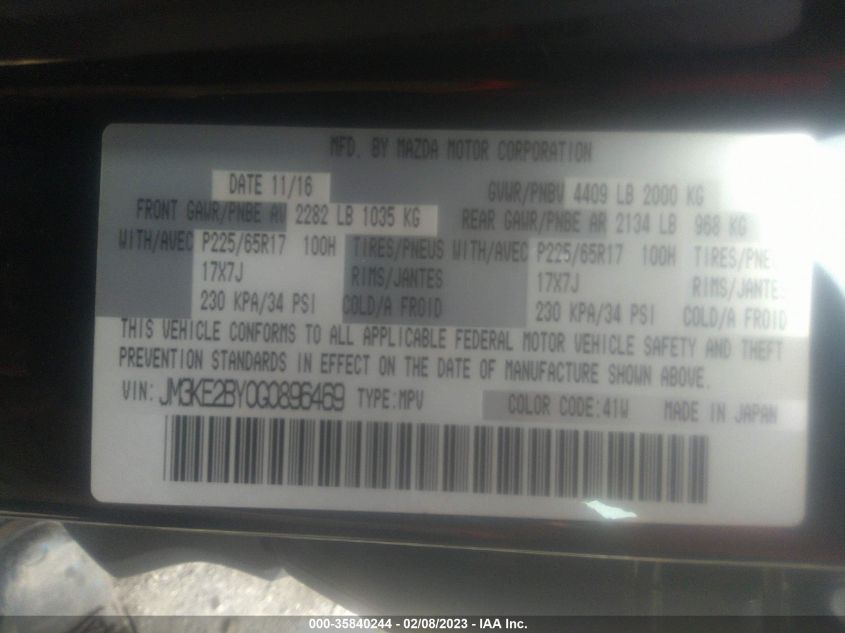 MFD. BY MAZDA MOTOR CORPORATION
DATE 11/16 GVWR/PNBV 4409 LB 2000 KG
FRONT GAWR/PNBE AV 2282 LB 1035 KG REAR GAWR/PNBE AR 2134 LB 968 KG
WITH/AVEC P225/65R17 100H TIRES/PNEUS WITH/AVEC P225/65R17 100H TIRES/PNE
17X7J RIMS/JANTES 17X7J RIMS/JANTE
230 KPA/34 PSI COLD/A FROID 230 KPA/34 PSI COLD/A FROID
THIS VEHICLE CONFORMS TO ALL APPLICABLE FEDERAL MOTOR VEHICLE SAFETY AND THEFT
PREVENTION STANDARDS IN EFFECT ON THE DATE OF MANUFACTURE SHOWN ABOVE.
VIN: JM3KE2BY0G0896469 TYPE:MPV COLOR CODE:41W MADE IN JAPAN
000-35840244 - 02/08/2023 - IAA Inc.